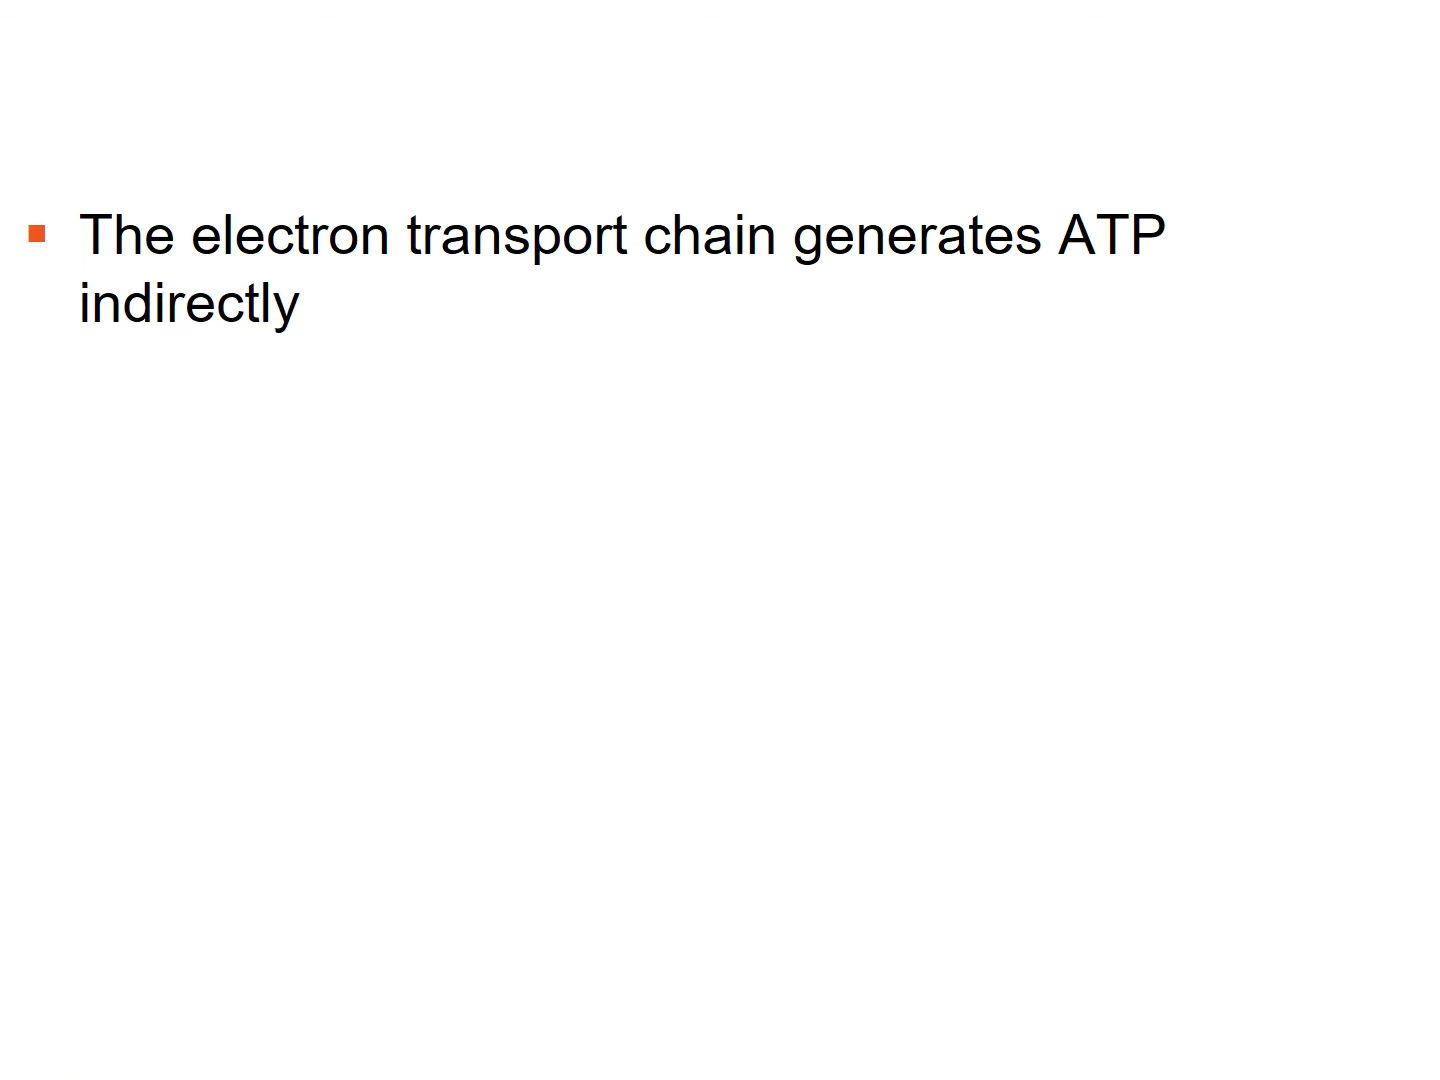 The electron transport chain generates ATP
indirectly